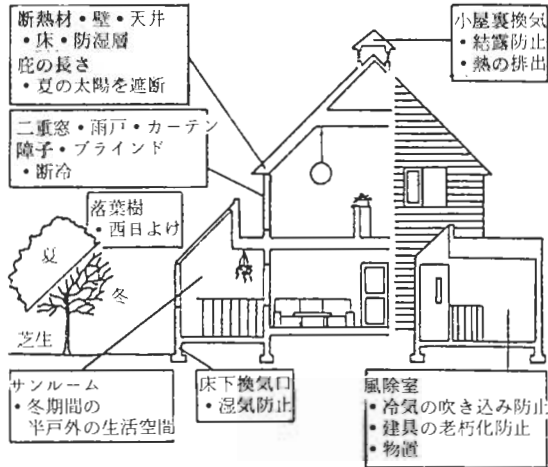 断熱材・壁・天井
・床・防湿層
庇の長さ
・夏の太陽を遮断
小屋裏換気
・結露防止
・熱の排出
二重窓・雨戸・カーテン
障子・ブラインド
・断冷
落葉樹
・西日よけ
夏
冬
芝生
サンルーム
・冬期間の
半戸外の生活空間
床下換気口
・湿気防止
風除室
・冷気の吹き込み防止
・建具の老朽化防止
・物置